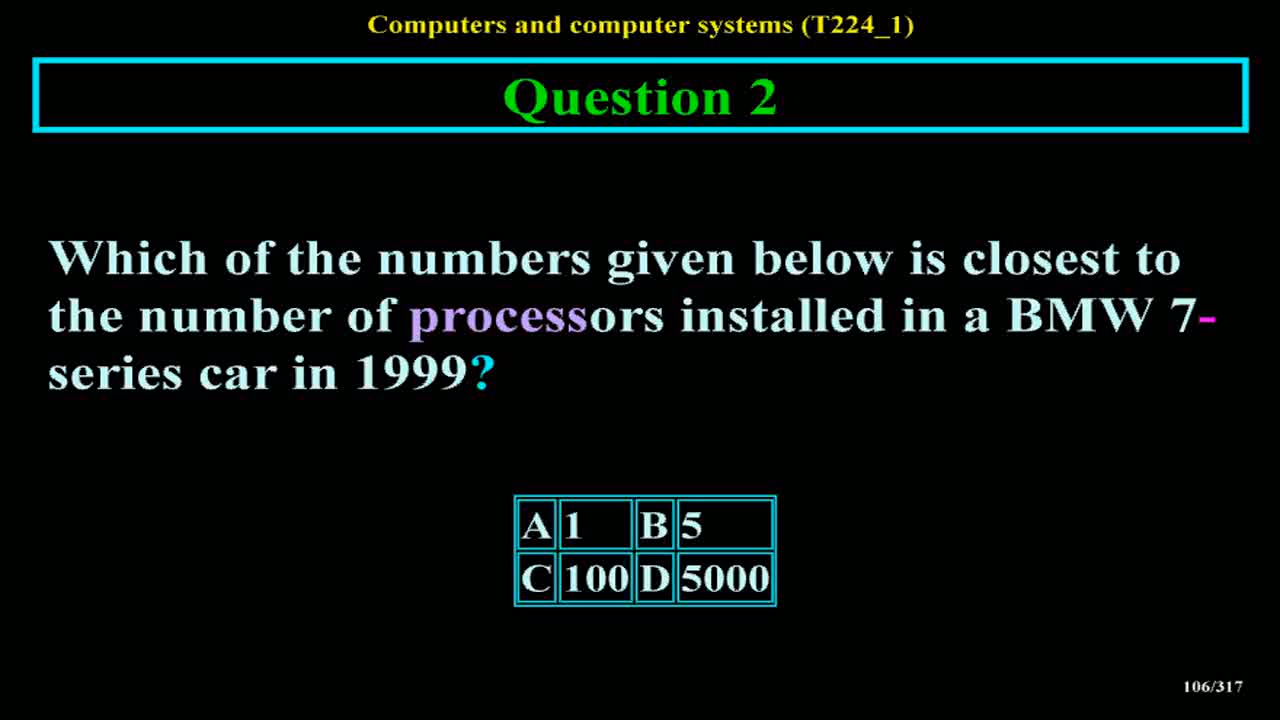 Computers and computer systems (T224_1)
Question 2
Which of the numbers given below is closest to
the number of processors installed in a BMW 7-
series car in 1999?
A 1 B 5
C 100 D 5000
106/317